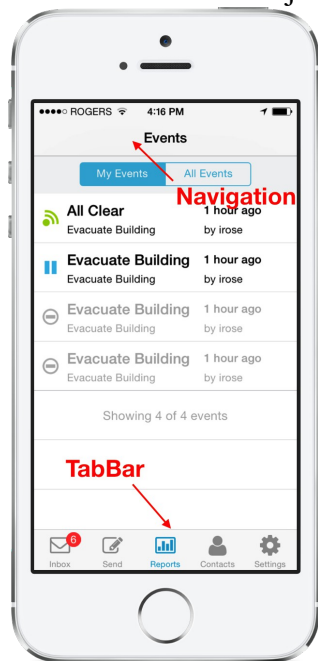 ROGERS 4:16 PM
Events
My Events All Events
Navigation
All Clear 1 hour ago
Evacuate Building by irose
Evacuate Building 1 hour ago
Evacuate Building by irose
Evacuate Building 1 hour ago
Evacuate Building by irose
Evacuate Building 1 hour ago
Evacuate Building by irose
Showing 4 of 4 events
TabBar
6
Inbox Send Reports Contacts Settings